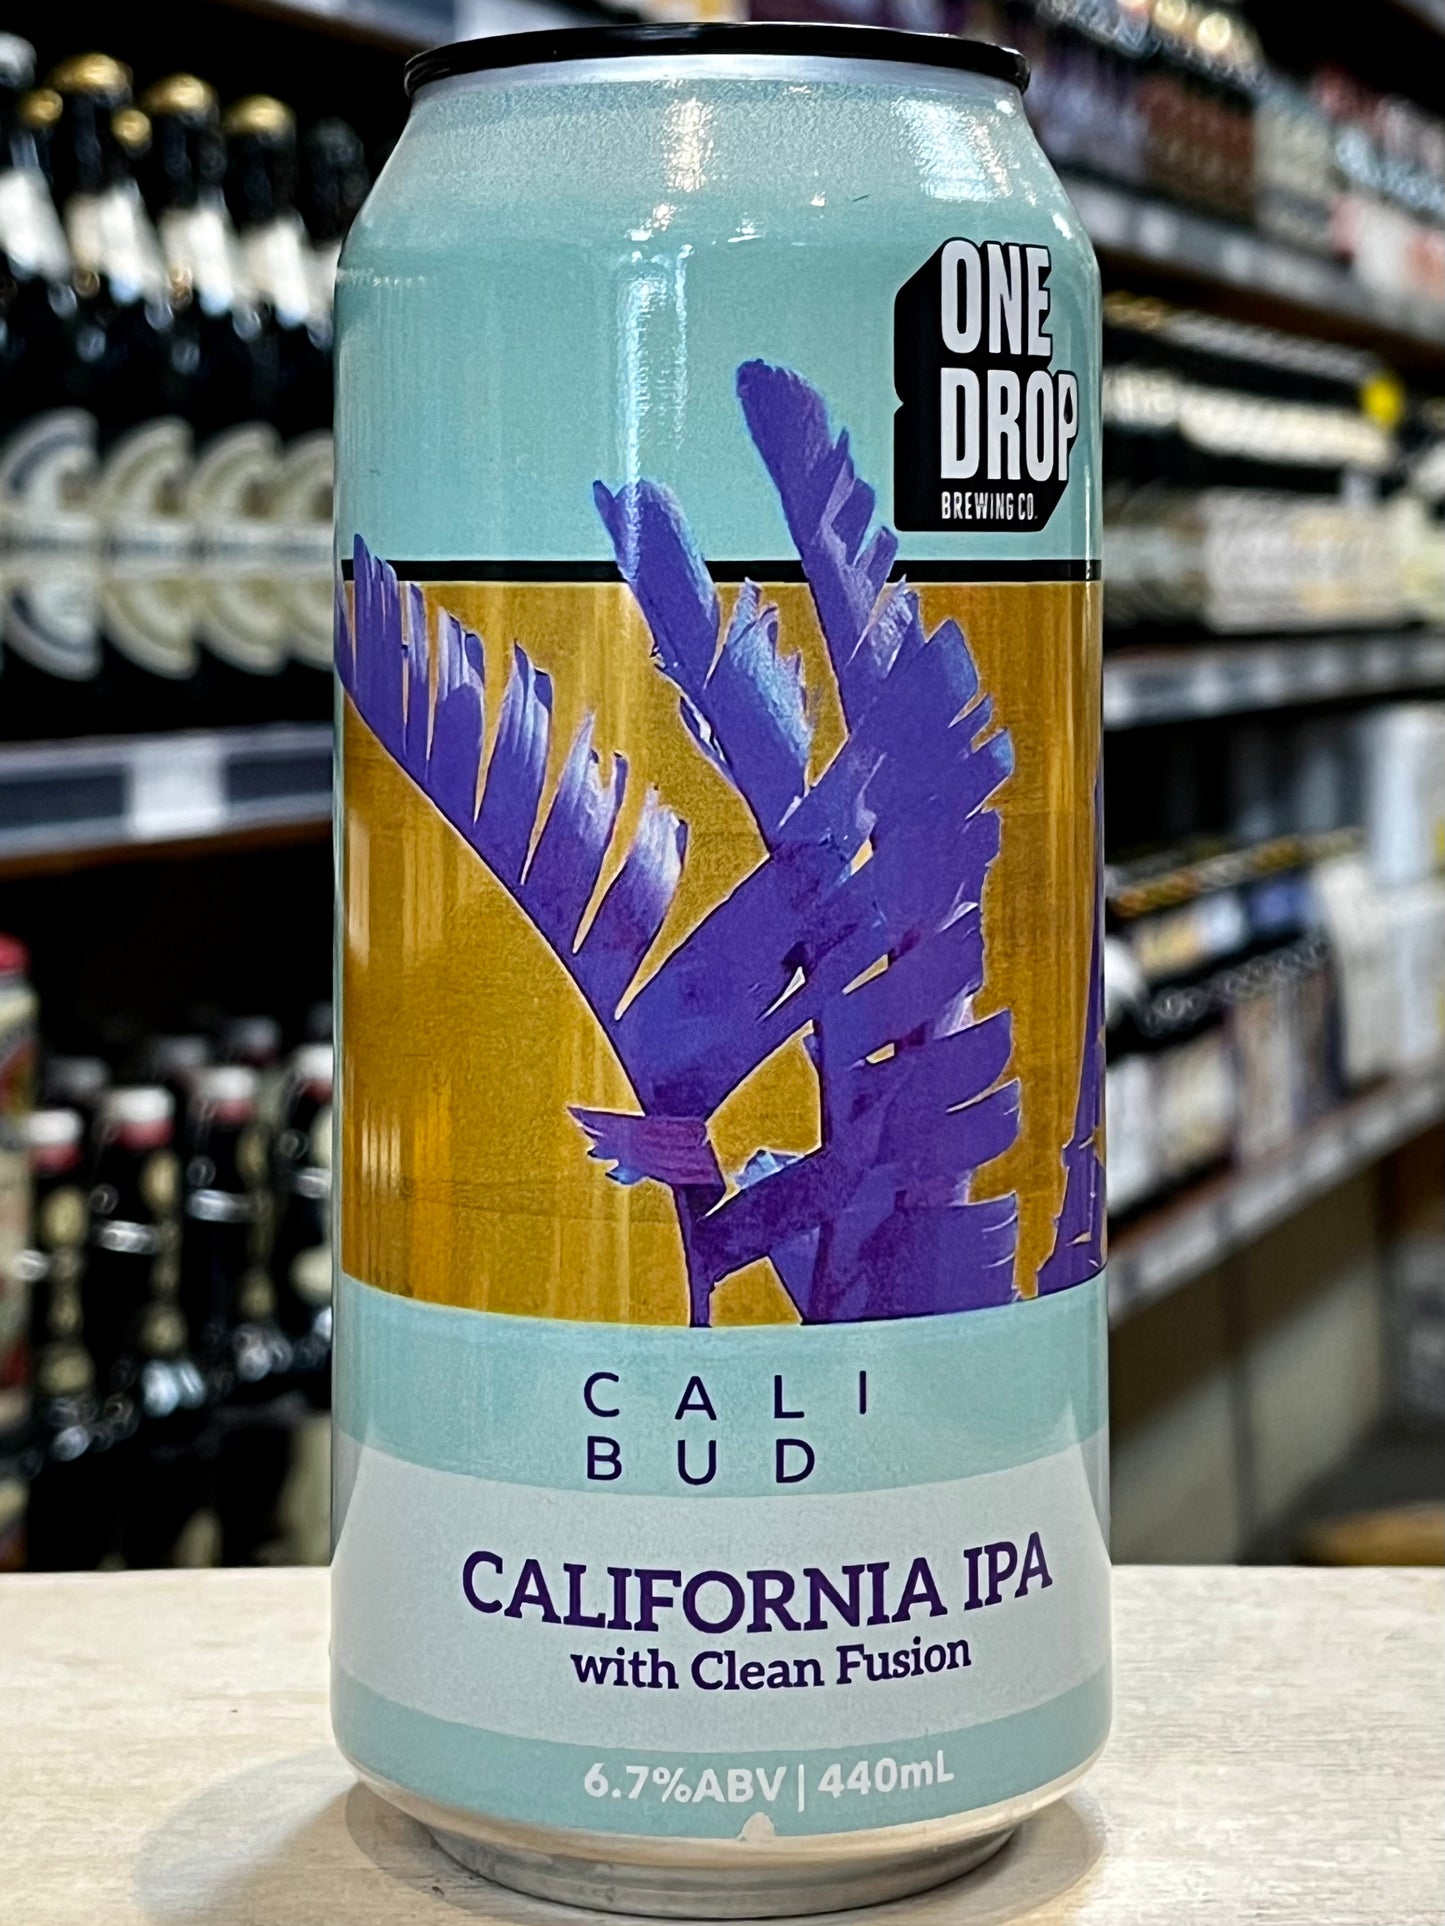 ONE
DROP
BREWING CO.
CALI
BUD
CALIFORNIA IPA
with Clean Fusion
6.7%ABV | 440mL